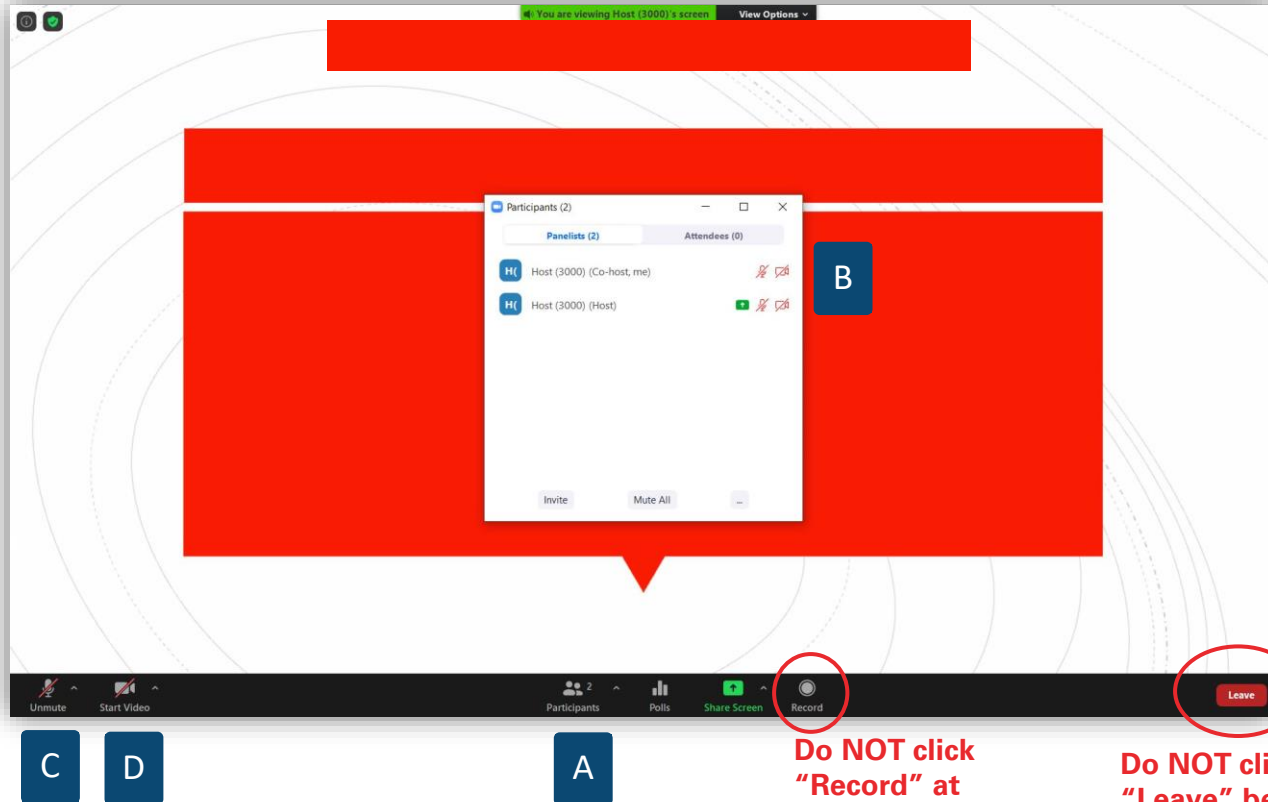 You are viewing Host (3000)'s screen View Options
Participants (2)
Panelists (2) Attendees (0)
H( Host (3000) (Co-host, me)
B
H( Host (3000) (Host)
Invite Mute All ...
2
Unmute Start Video Participants Polls Share Screen Record Leave
C D A
Do NOT click
"Record" at
Do NOT cli
"Leave" be